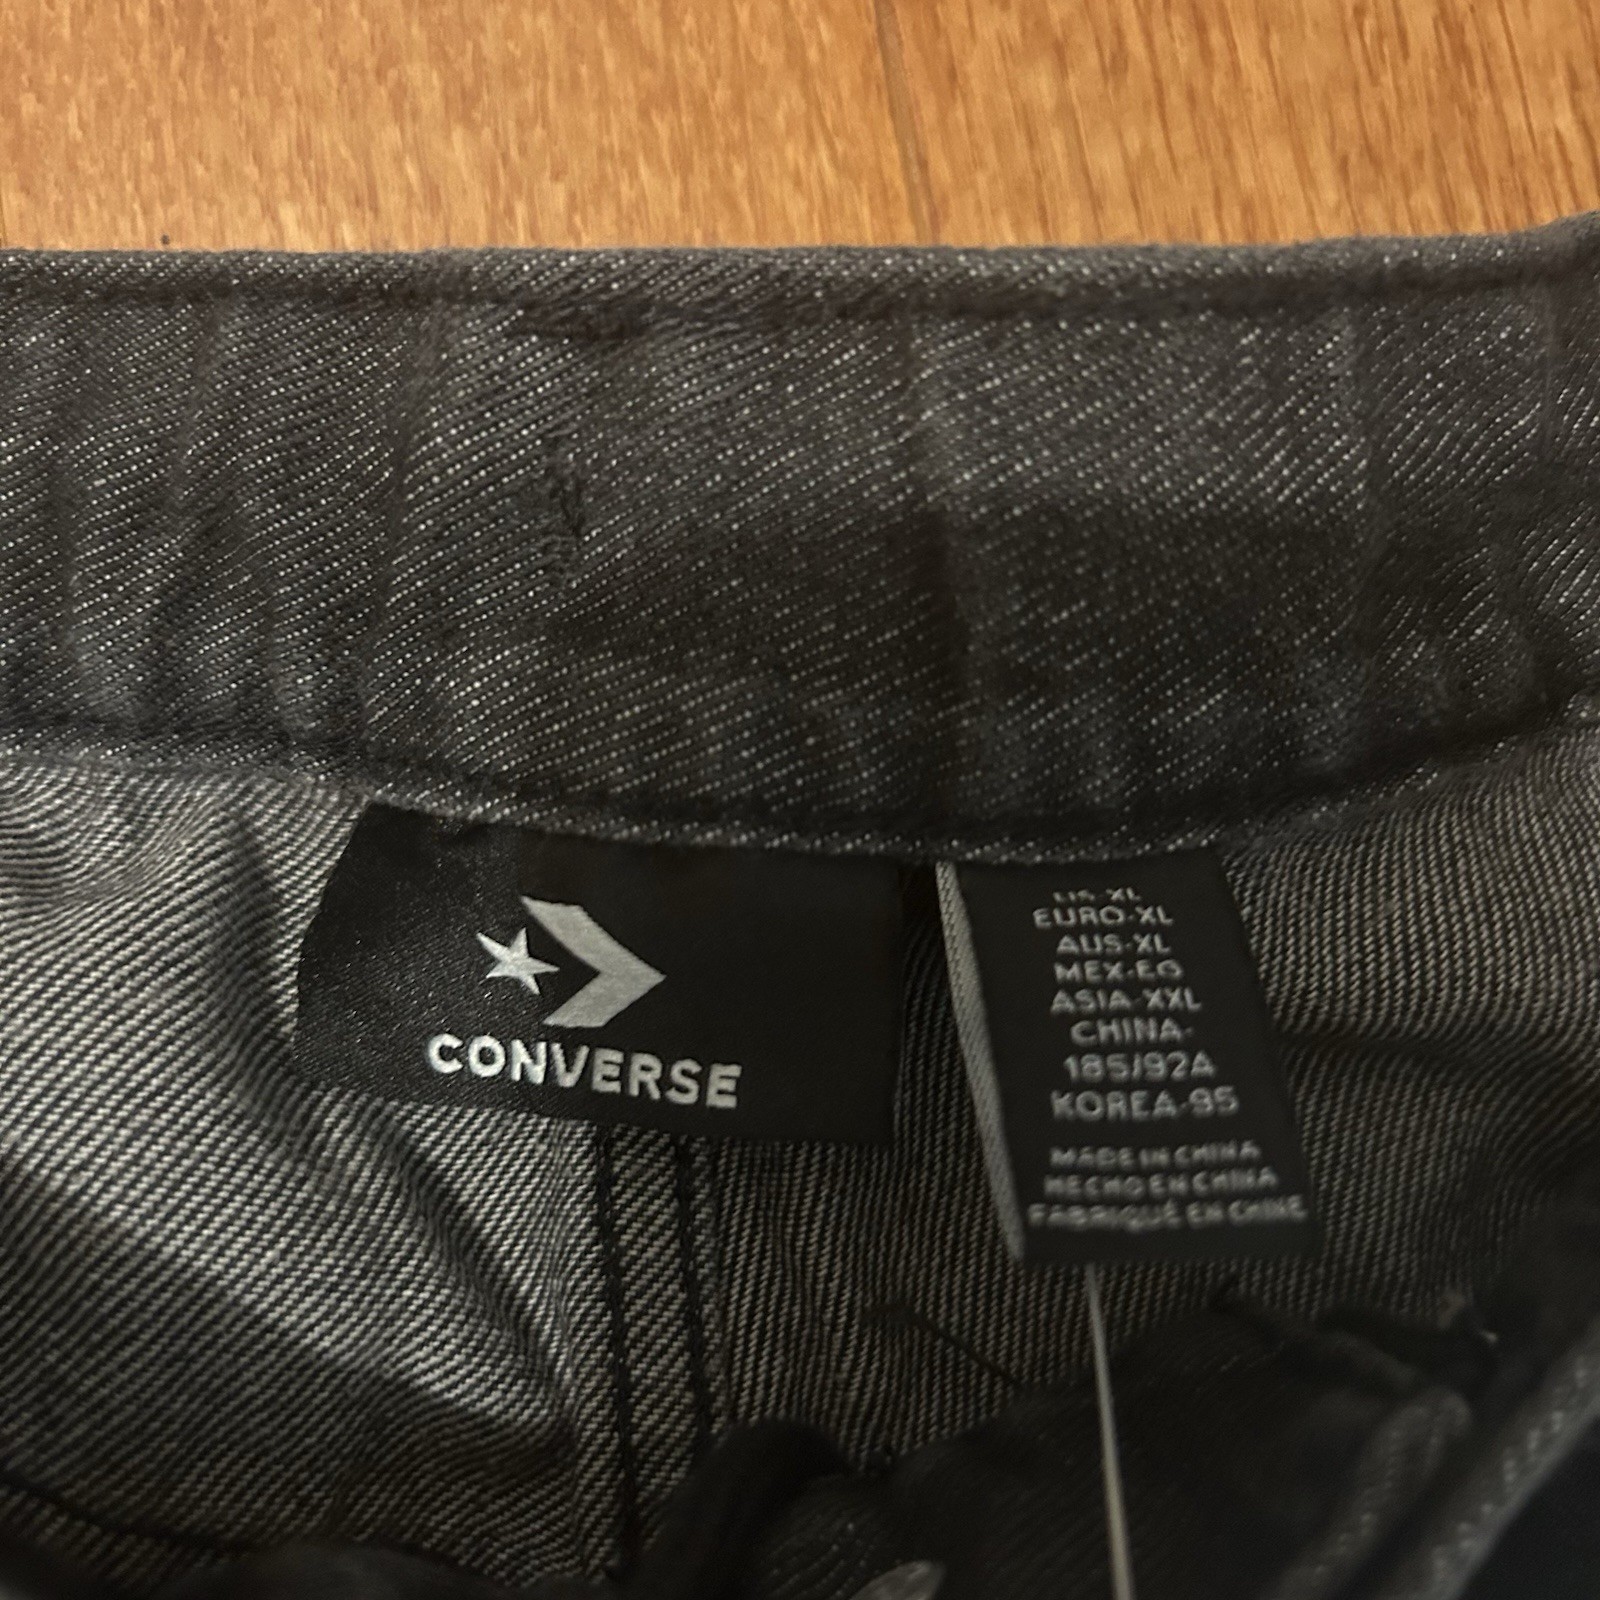 CONVERSE
US-XL
EURO-XL
AUS-XL
MEX-EG
ASIA-XXL
CHINA-
185/92A
KOREA-95
MADE IN CHINA
HECHO EN CHINA
FABRIQUÉ EN CHINE